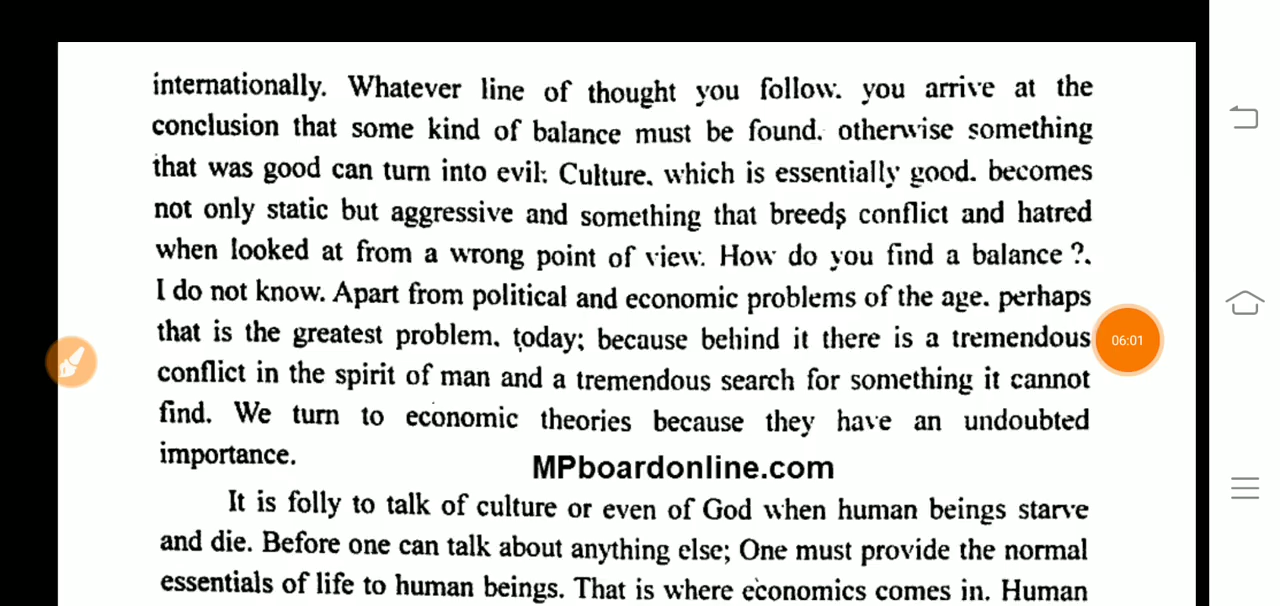 internationally. Whatever line of thought you follow. you arrive at the
conclusion that some kind of balance must be found. otherwise something
that was good can turn into evil: Culture. which is essentially good. becomes
not only static but aggressive and something that breeds conflict and hatred
when looked at from a wrong point of view. How do you find a balance ?.
I do not know. Apart from political and economic problems of the age. perhaps
that is the greatest problem. today; because behind it there is a tremendous
06:01
conflict in the spirit of man and a tremendous search for something it cannot
find. We turn to economic theories because they have an undoubted
importance.
MPboardonline.com
It is folly to talk of culture or even of God when human beings starve
and die. Before one can talk about anything else; One must provide the normal
essentials of life to human beings. That is where economics comes in. Human